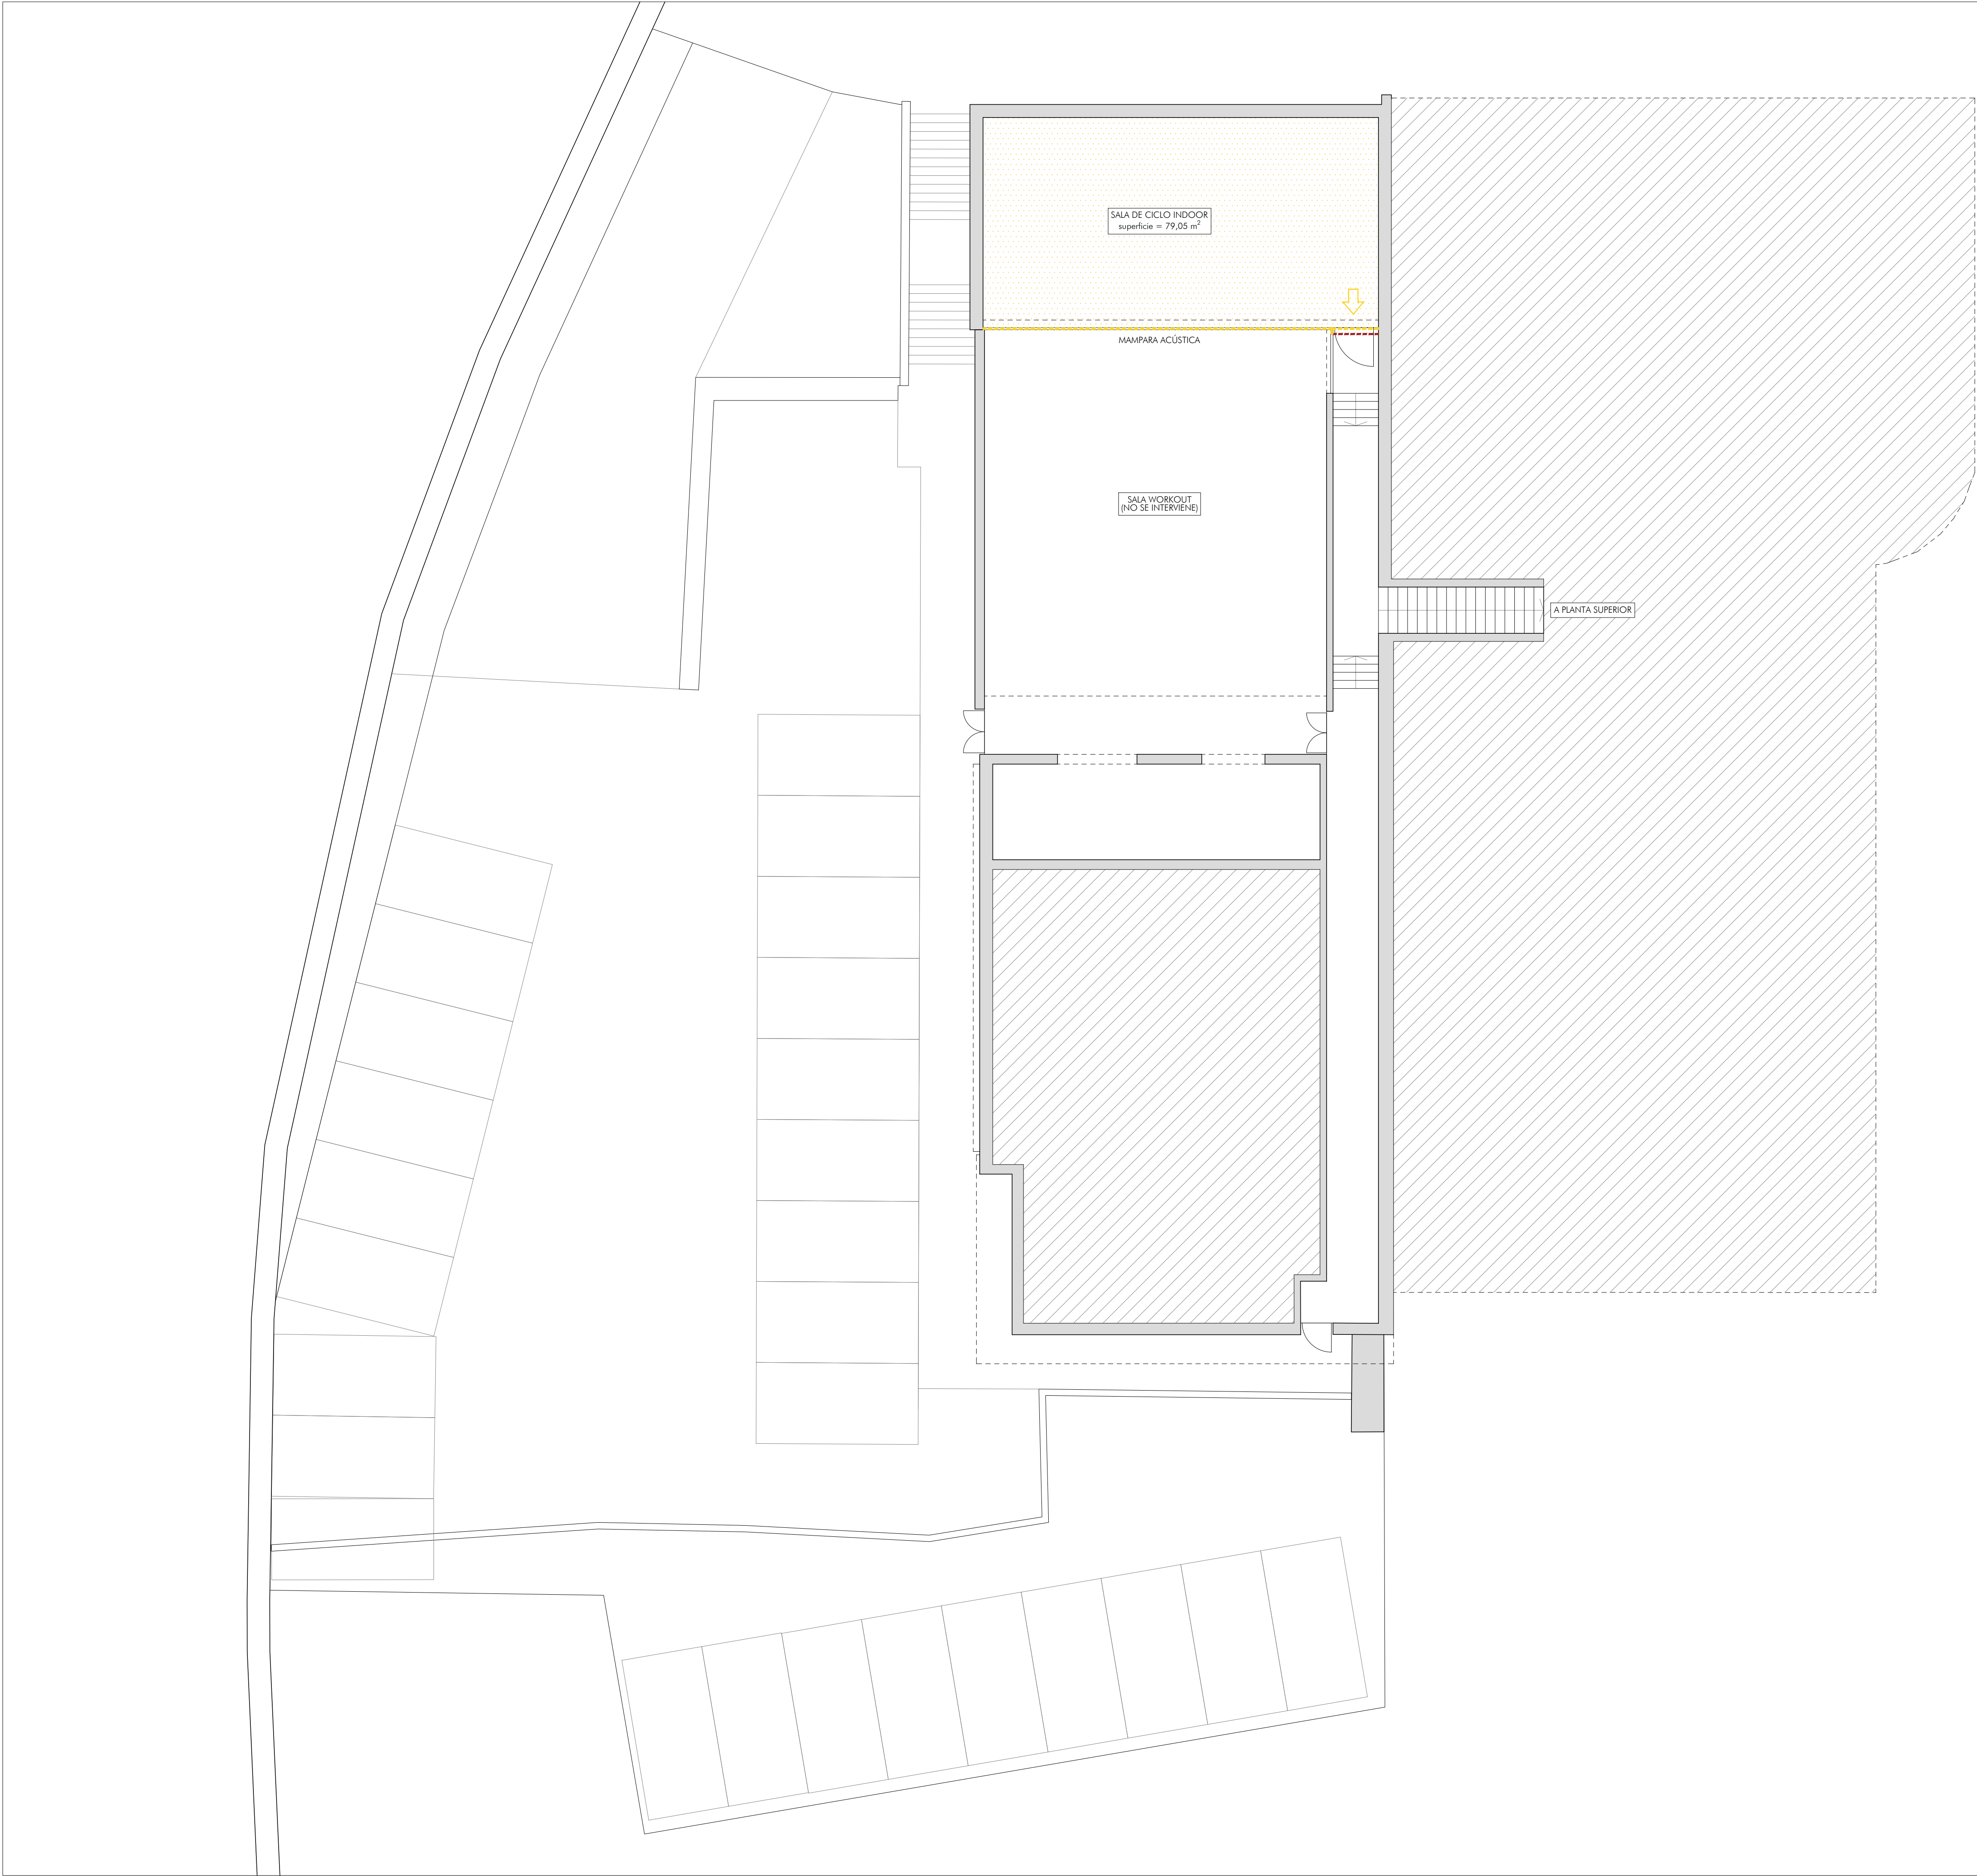 SALA DE CICLO INDOOR
superficie = 79,05 m²
MAMPARA ACÚSTICA
SALA WORKOUT
(NO SE INTERVIENE)
A PLANTA SUPERIOR